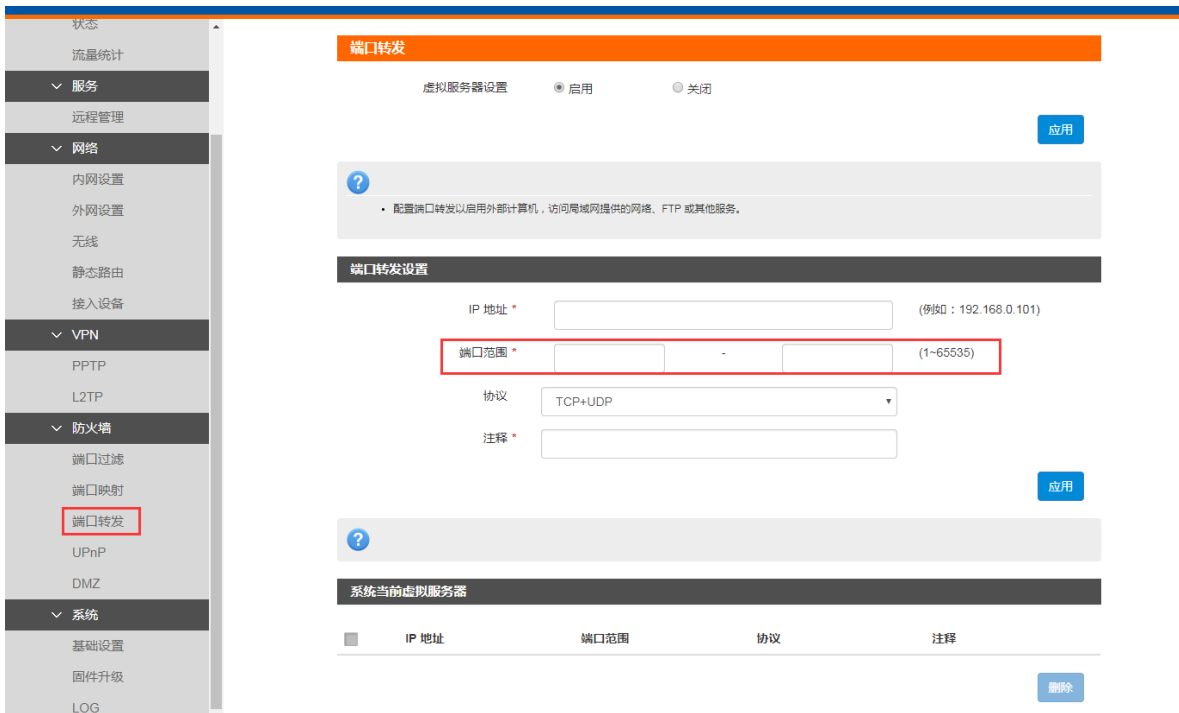 状态
流量统计
服务
远程管理
网络
内网设置
外网设置
无线
静态路由
接入设备
VPN
PPTP
L2TP
防火墙
端口过滤
端口映射
端口转发
UPnP
DMZ
系统
基础设置
固件升级
LOG
端口转发
虚拟服务器设置 启用 关闭
应用
• 配置端口转发以启用外部计算机，访问局域网提供的网络、FTP 或其他服务。
端口转发设置
IP 地址 * (例如：192.168.0.101)
端口范围 * - (1~65535)
协议 TCP+UDP
注释 *
应用
系统当前虚拟服务器
IP 地址 端口范围 协议 注释
删除